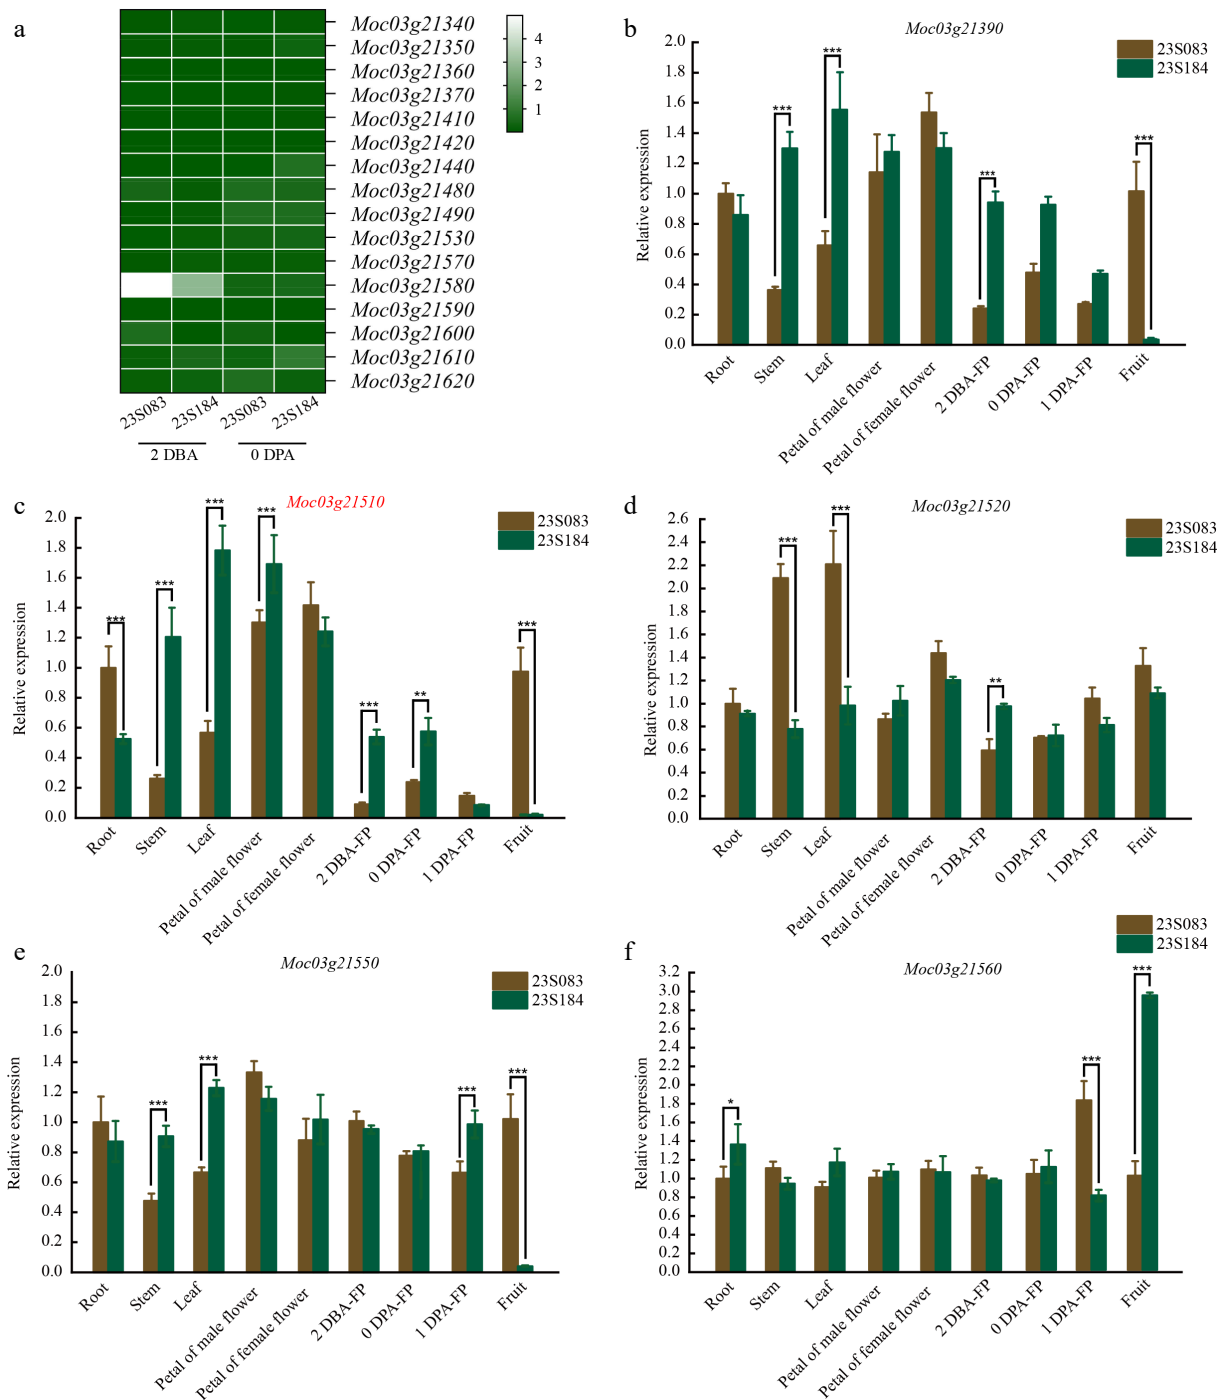 a
Moc03g21340
Moc03g21350
Moc03g21360
Moc03g21370
Moc03g21410
Moc03g21420
Moc03g21440
Moc03g21480
Moc03g21490
Moc03g21530
Moc03g21570
Moc03g21580
Moc03g21590
Moc03g21600
Moc03g21610
Moc03g21620
4
3
2
1
23S083 23S184 23S083 23S184
2 DBA 0 DPA
b
Moc03g21390
23S083
23S184
Relative expression
2.0
1.8
1.6
1.4
1.2
1.0
0.8
0.6
0.4
0.2
0.0
*** *** *** ***
Root Stem Leaf Petal of male flower Petal of female flower 2 DBA-FP 0 DPA-FP 1 DPA-FP Fruit
c
Moc03g21510
23S083
23S184
Relative expression
2.0
1.8
1.6
1.4
1.2
1.0
0.8
0.6
0.4
0.2
0.0
*** *** *** *** *** ** ***
Root Stem Leaf Petal of male flower Petal of female flower 2 DBA-FP 0 DPA-FP 1 DPA-FP Fruit
d
Moc03g21520
23S083
23S184
Relative expression
2.6
2.4
2.2
2.0
1.8
1.6
1.4
1.2
1.0
0.8
0.6
0.4
0.2
0.0
*** *** **
Root Stem Leaf Petal of male flower Petal of female flower 2 DBA-FP 0 DPA-FP 1 DPA-FP Fruit
e
Moc03g21550
23S083
23S184
Relative expression
2.0
1.8
1.6
1.4
1.2
1.0
0.8
0.6
0.4
0.2
0.0
*** *** *** ***
Root Stem Leaf Petal of male flower Petal of female flower 2 DBA-FP 0 DPA-FP 1 DPA-FP Fruit
f
Moc03g21560
23S083
23S184
Relative expression
3.2
3.0
2.8
2.6
2.4
2.2
2.0
1.8
1.6
1.4
1.2
1.0
0.8
0.6
0.4
0.2
0.0
* *** ***
Root Stem Leaf Petal of male flower Petal of female flower 2 DBA-FP 0 DPA-FP 1 DPA-FP Fruit